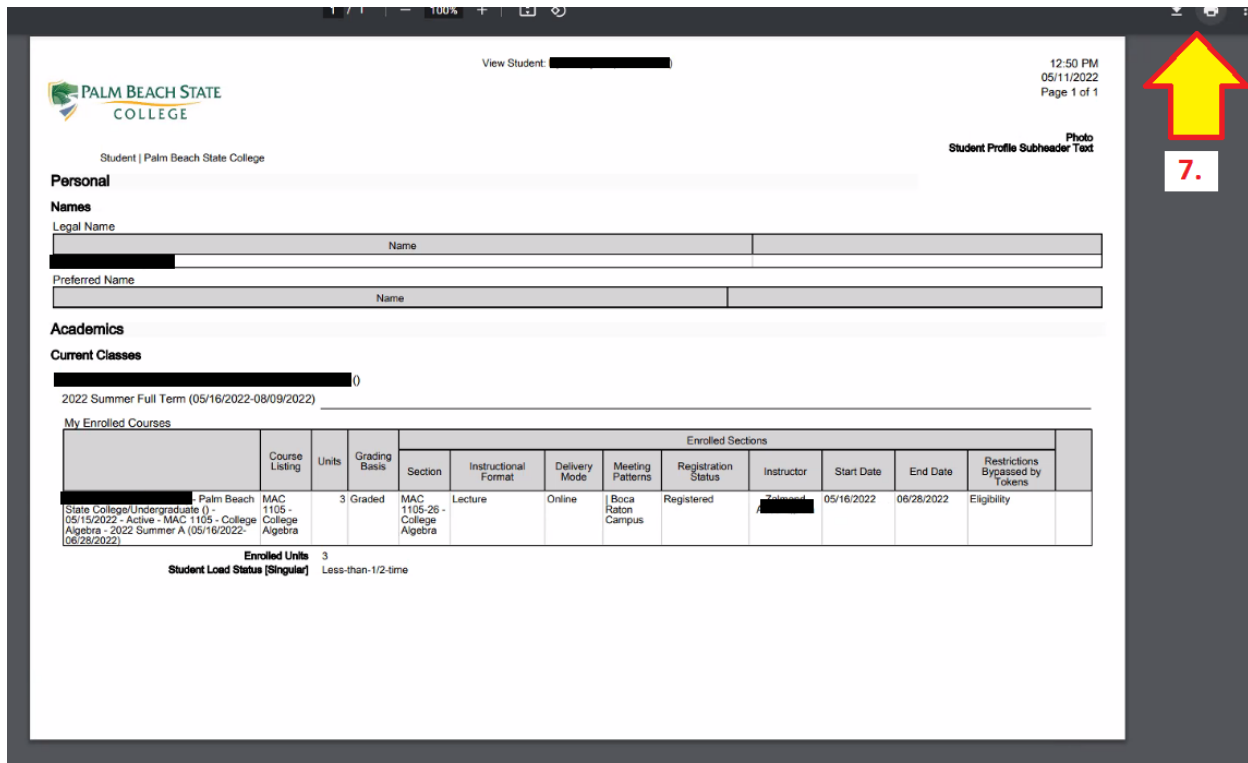 1 / 1 | — 100% + |
View Student:
12:50 PM
05/11/2022
Page 1 of 1
PALM BEACH STATE
COLLEGE
Photo
Student Profile Subheader Text
7.
Student | Palm Beach State College
Personal
Names
Legal Name
Name
Preferred Name
Name
Academics
Current Classes
()
2022 Summer Full Term (05/16/2022-08/09/2022)
My Enrolled Courses
Enrolled Sections
Course Listing Units Grading Basis Section Instructional Format Delivery Mode Meeting Patterns Registration Status Instructor Start Date End Date Restrictions Bypassed by Tokens
- Palm Beach MAC 3 Graded MAC Lecture Online | Boca Registered 05/16/2022 06/28/2022 Eligibility
State College/Undergraduate () - 1105 - 1105-26 - Raton
05/15/2022 - Active - MAC 1105 - College College College Campus
Algebra - 2022 Summer A (05/16/2022- Algebra Algebra
06/28/2022)
Enrolled Units 3
Student Load Status [Singular] Less-than-1/2-time